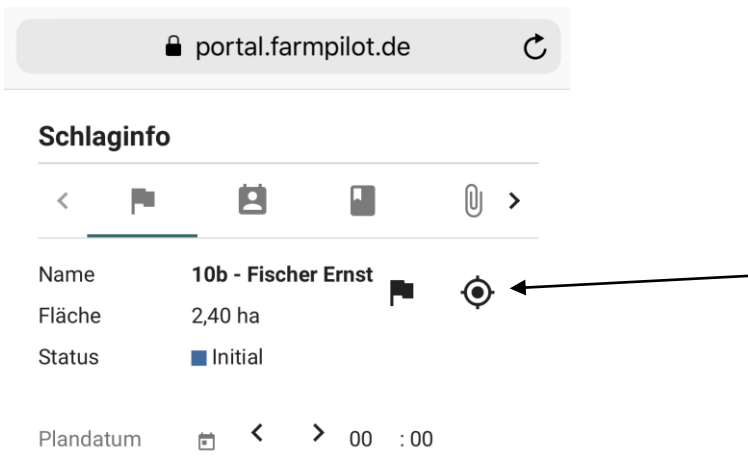 portal.farmpilot.de
Schlaginfo
Name 10b - Fischer Ernst
Fläche 2,40 ha
Status Initial
Plandatum 00 : 00